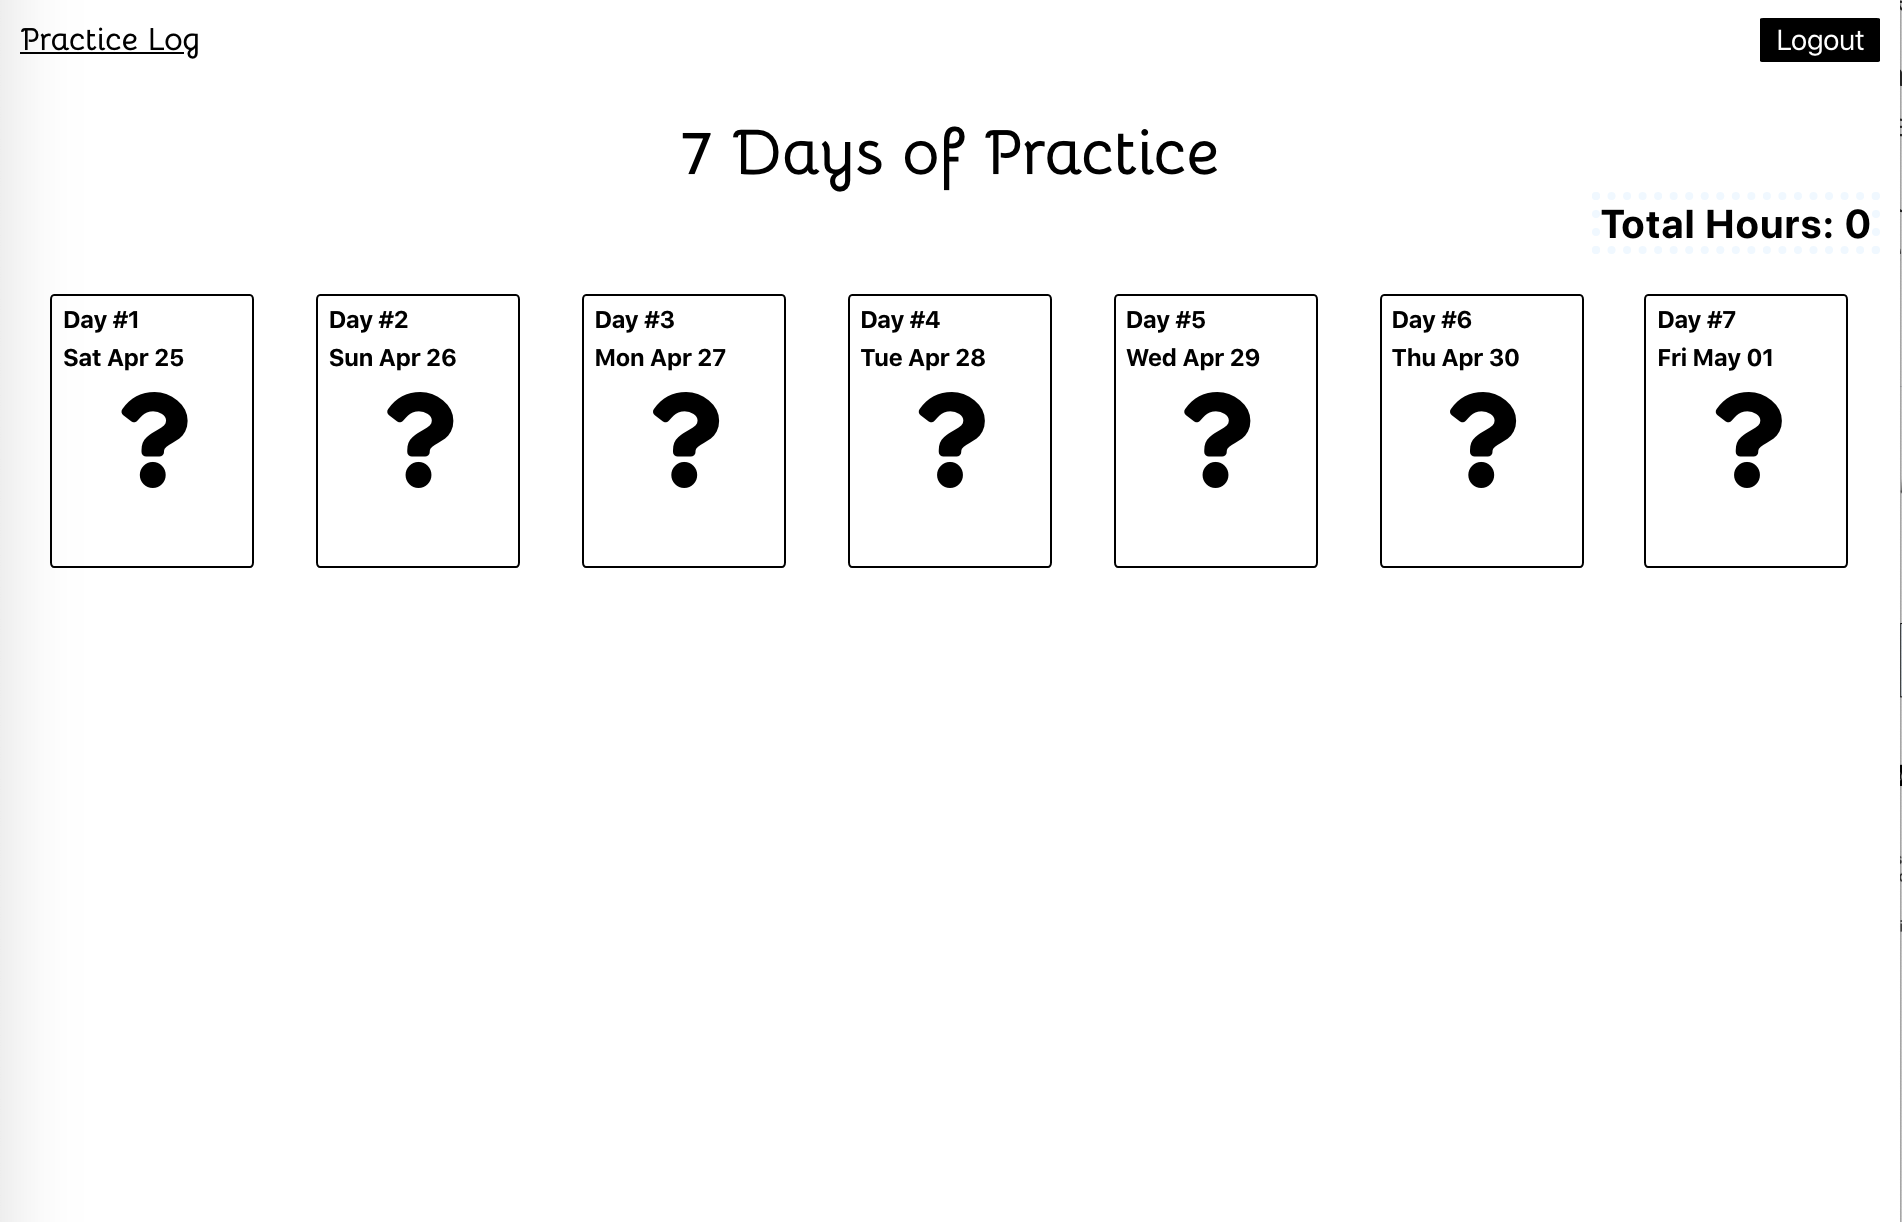 Practice Log
Logout
7 Days of Practice
Total Hours: 0
Day #1
Sat Apr 25
?
Day #2
Sun Apr 26
?
Day #3
Mon Apr 27
?
Day #4
Tue Apr 28
?
Day #5
Wed Apr 29
?
Day #6
Thu Apr 30
?
Day #7
Fri May 01
?